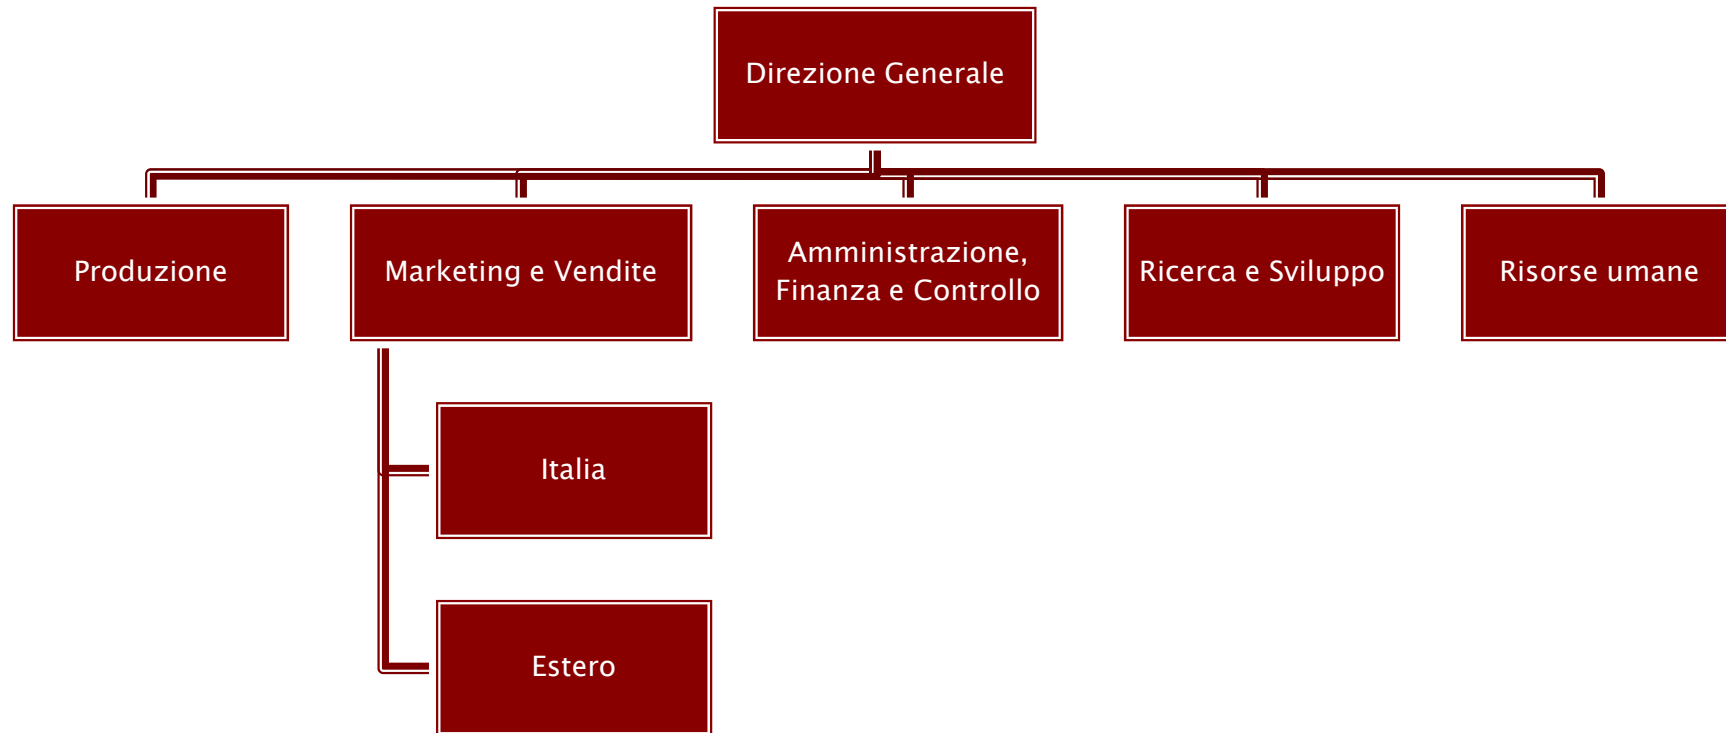 Direzione Generale
Produzione
Marketing e Vendite
Amministrazione,
Finanza e Controllo
Ricerca e Sviluppo
Risorse umane
Italia
Estero